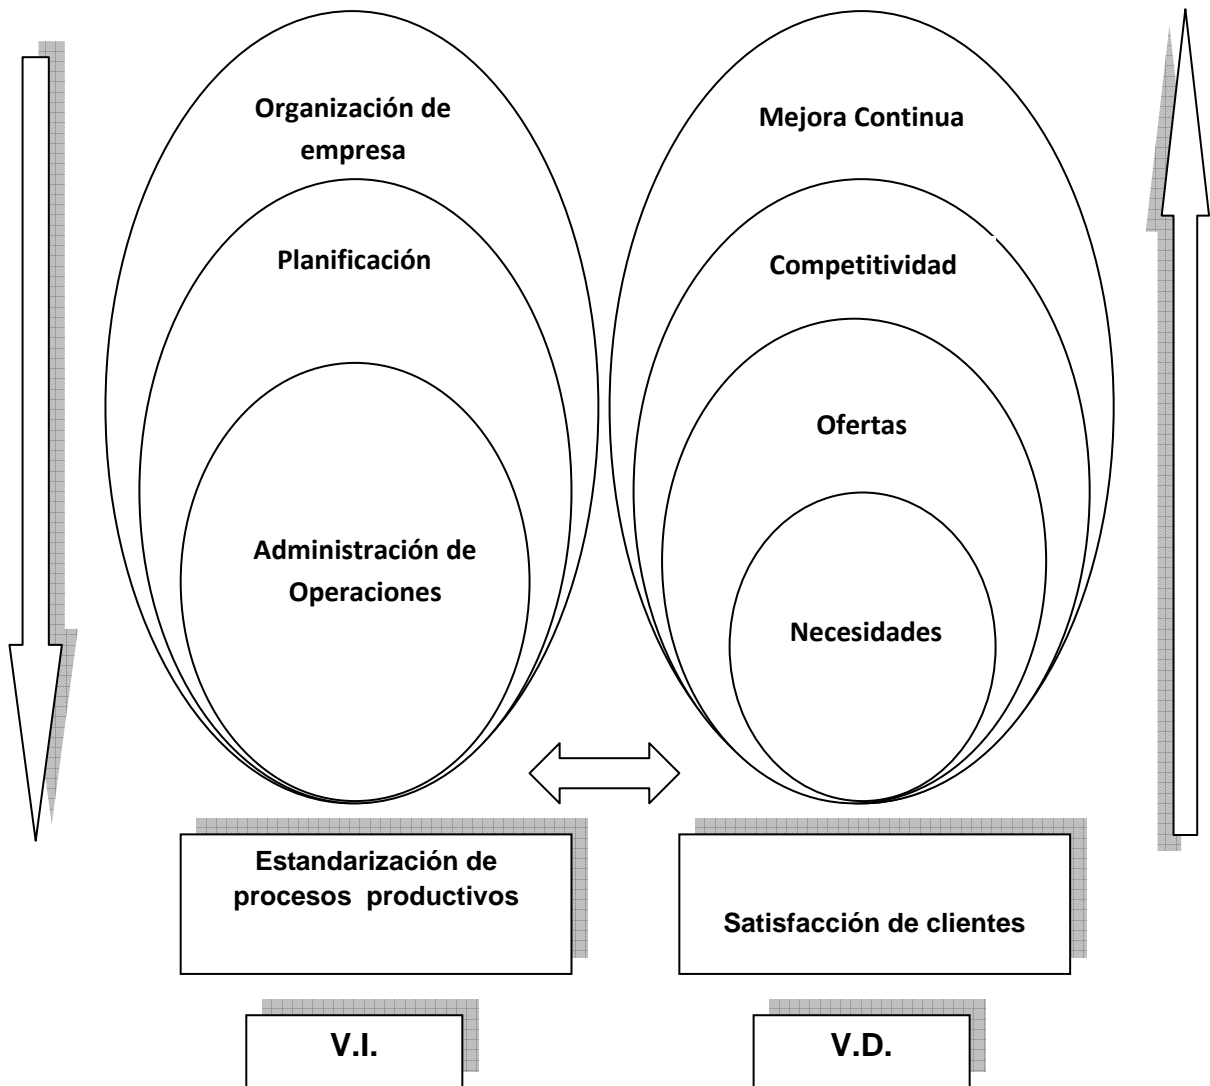 Organización de
empresa
Planificación
Administración de
Operaciones
Mejora Continua
Competitividad
Ofertas
Necesidades
Estandarización de
procesos productivos
Satisfacción de clientes
V.I.
V.D.